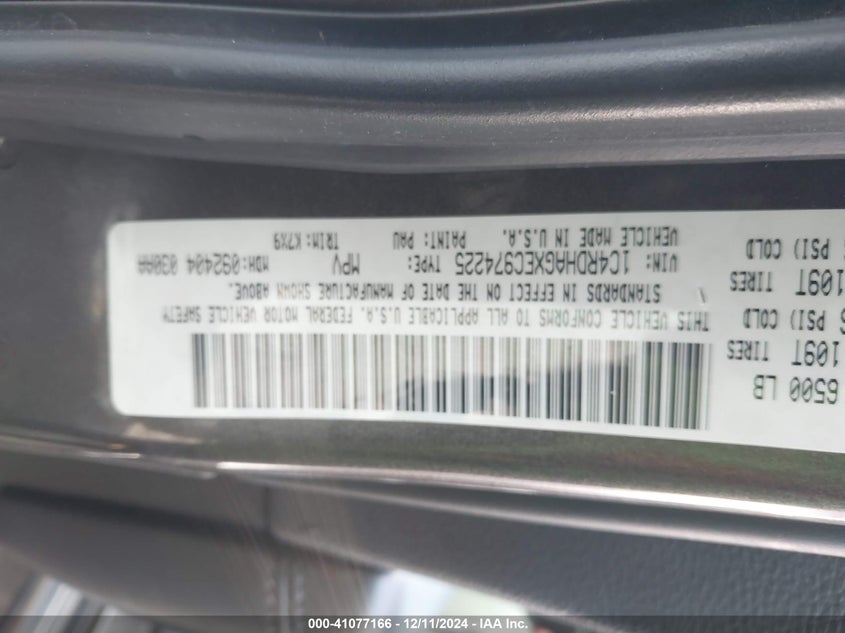 6500 LB
109T TIRES
PSI) COLD
109T TIRES
PSI) COLD
THIS VEHICLE CONFORMS TO ALL APPLICABLE U.S.A. FEDERAL MOTOR VEHICLE SAFETY
STANDARDS IN EFFECT ON THE DATE OF MANUFACTURE SHOWN ABOVE.
VIN: 1C4RDHAGXEC974225 TYPE: MPV MDH:092404 030AA
VEHICLE MADE IN U.S.A. PAINT: PAU TRIM: K7X9
000-41077166 - 12/11/2024 - IAA Inc.